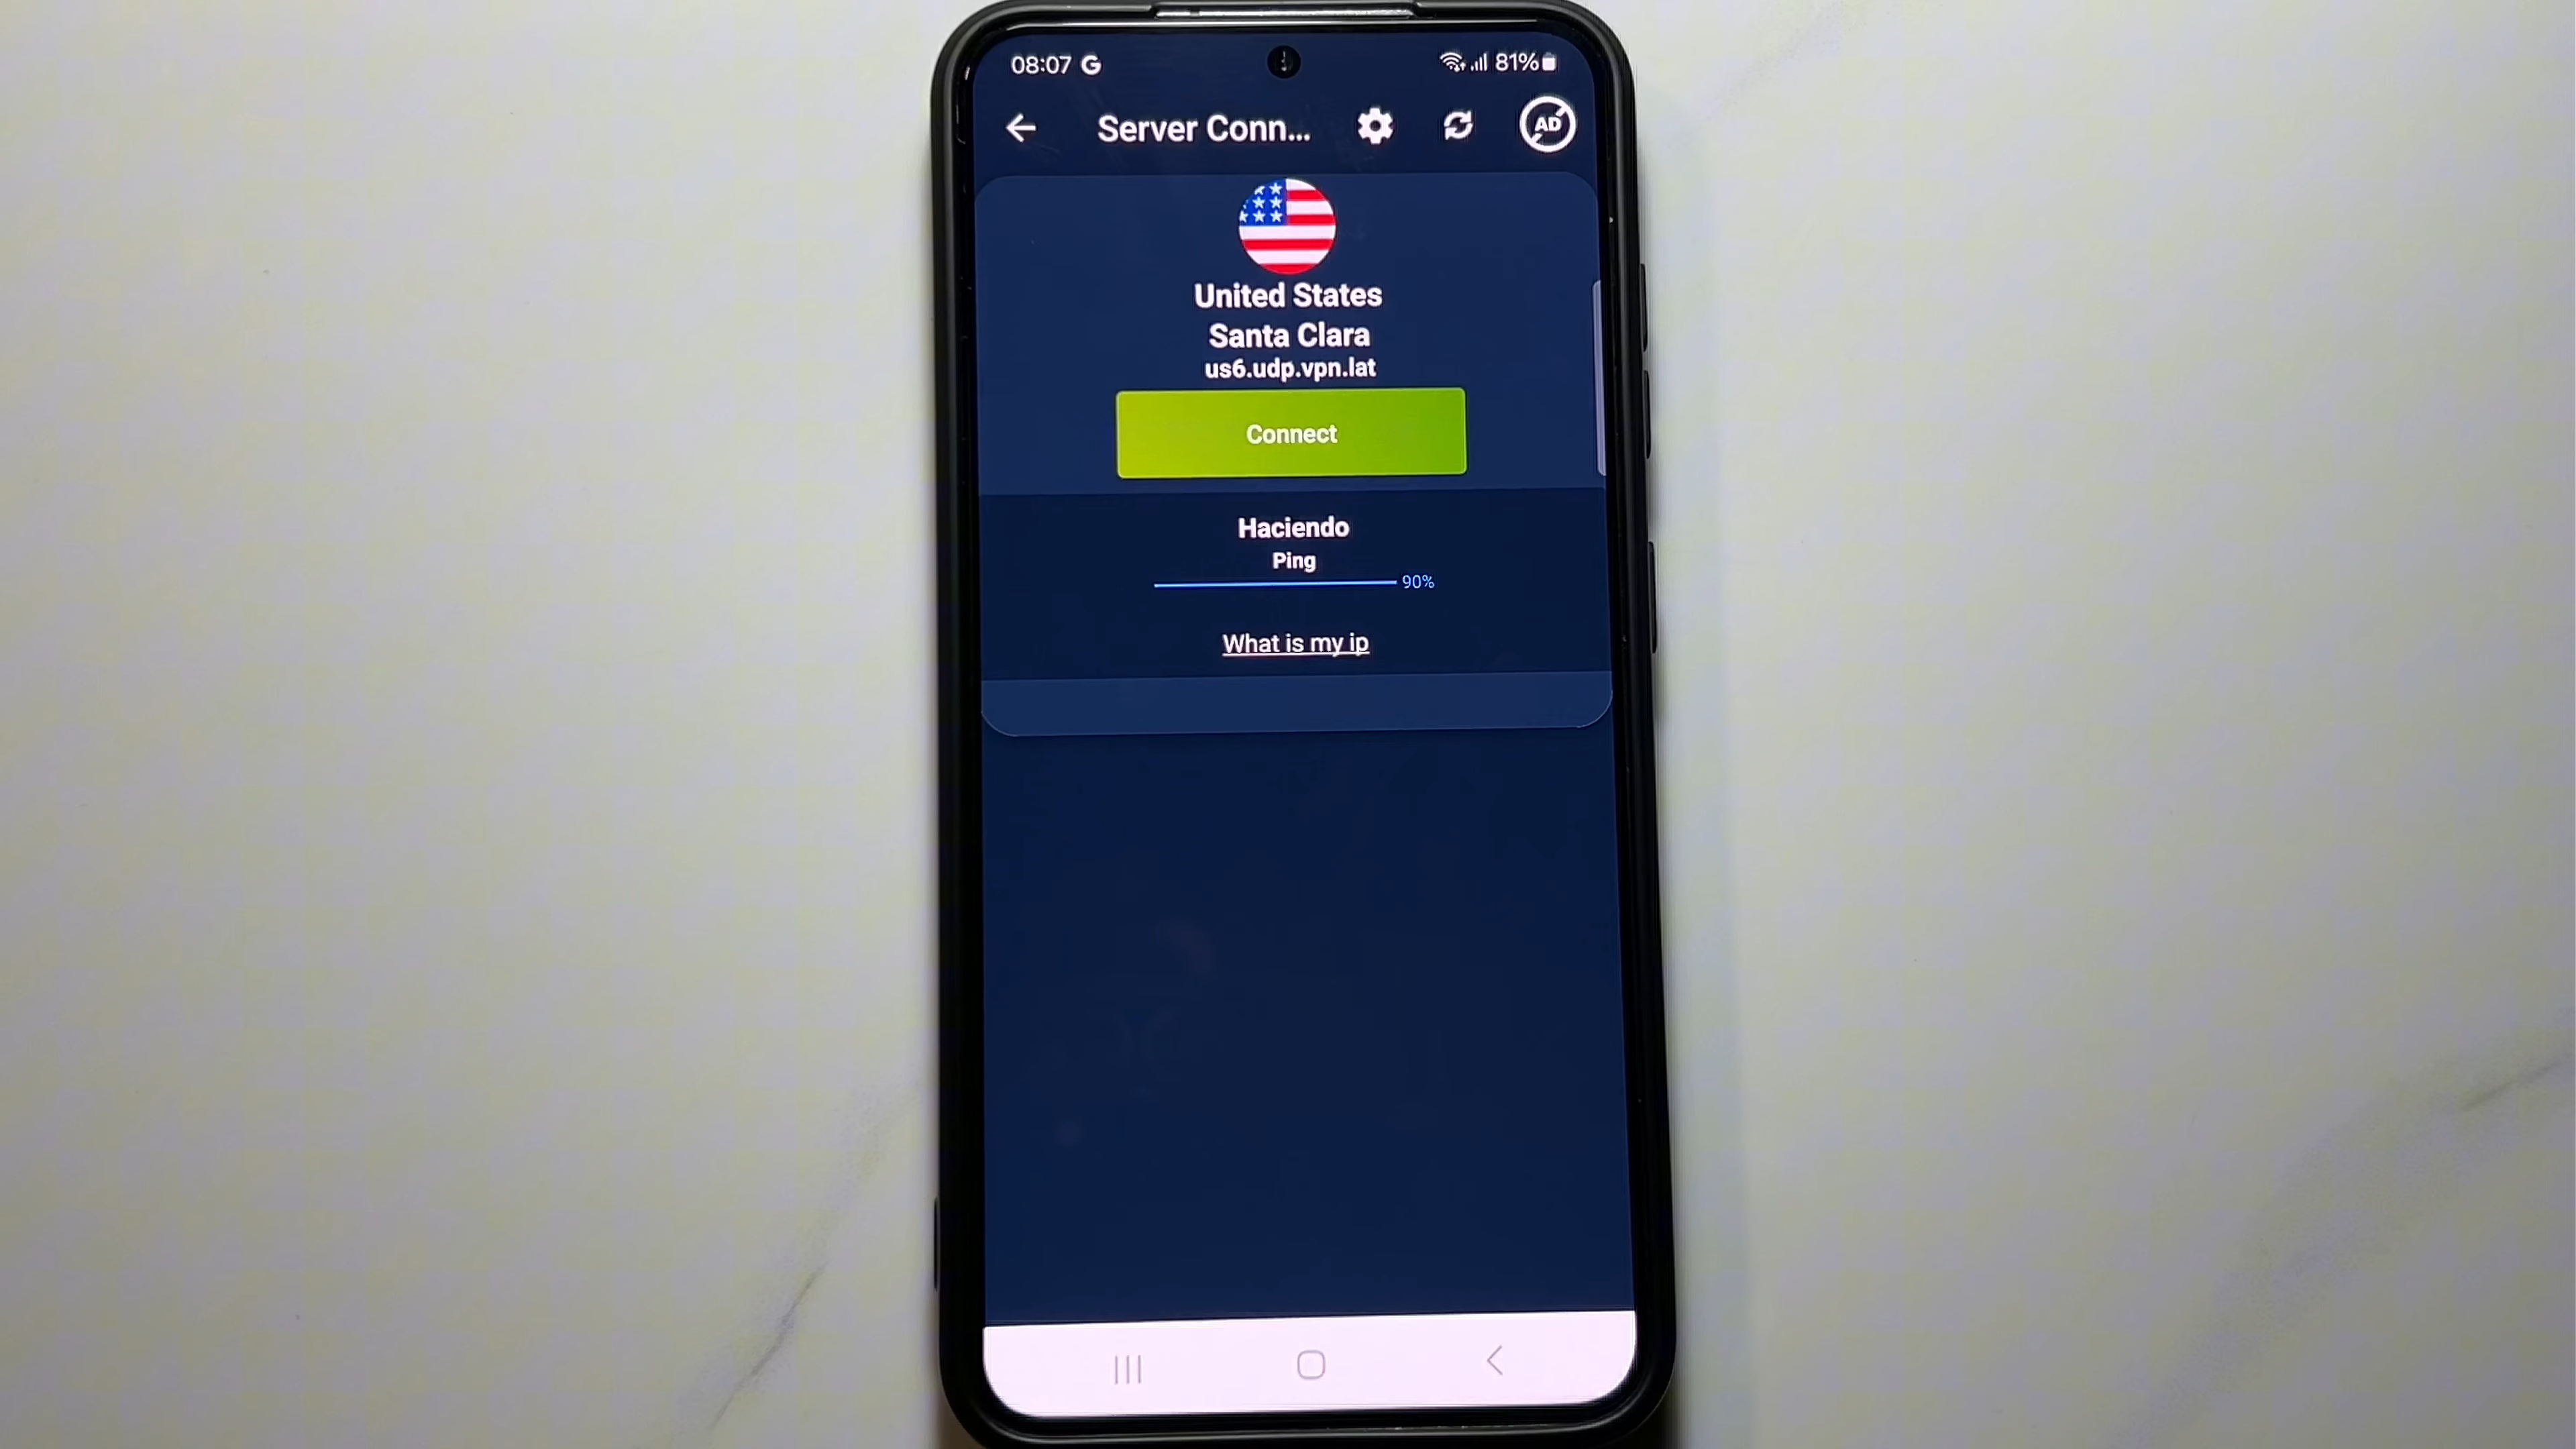 08:07 G
81%
Server Conn...
AD
United States
Santa Clara
us6.udp.vpn.lat
Connect
Haciendo
Ping
90%
What is my ip